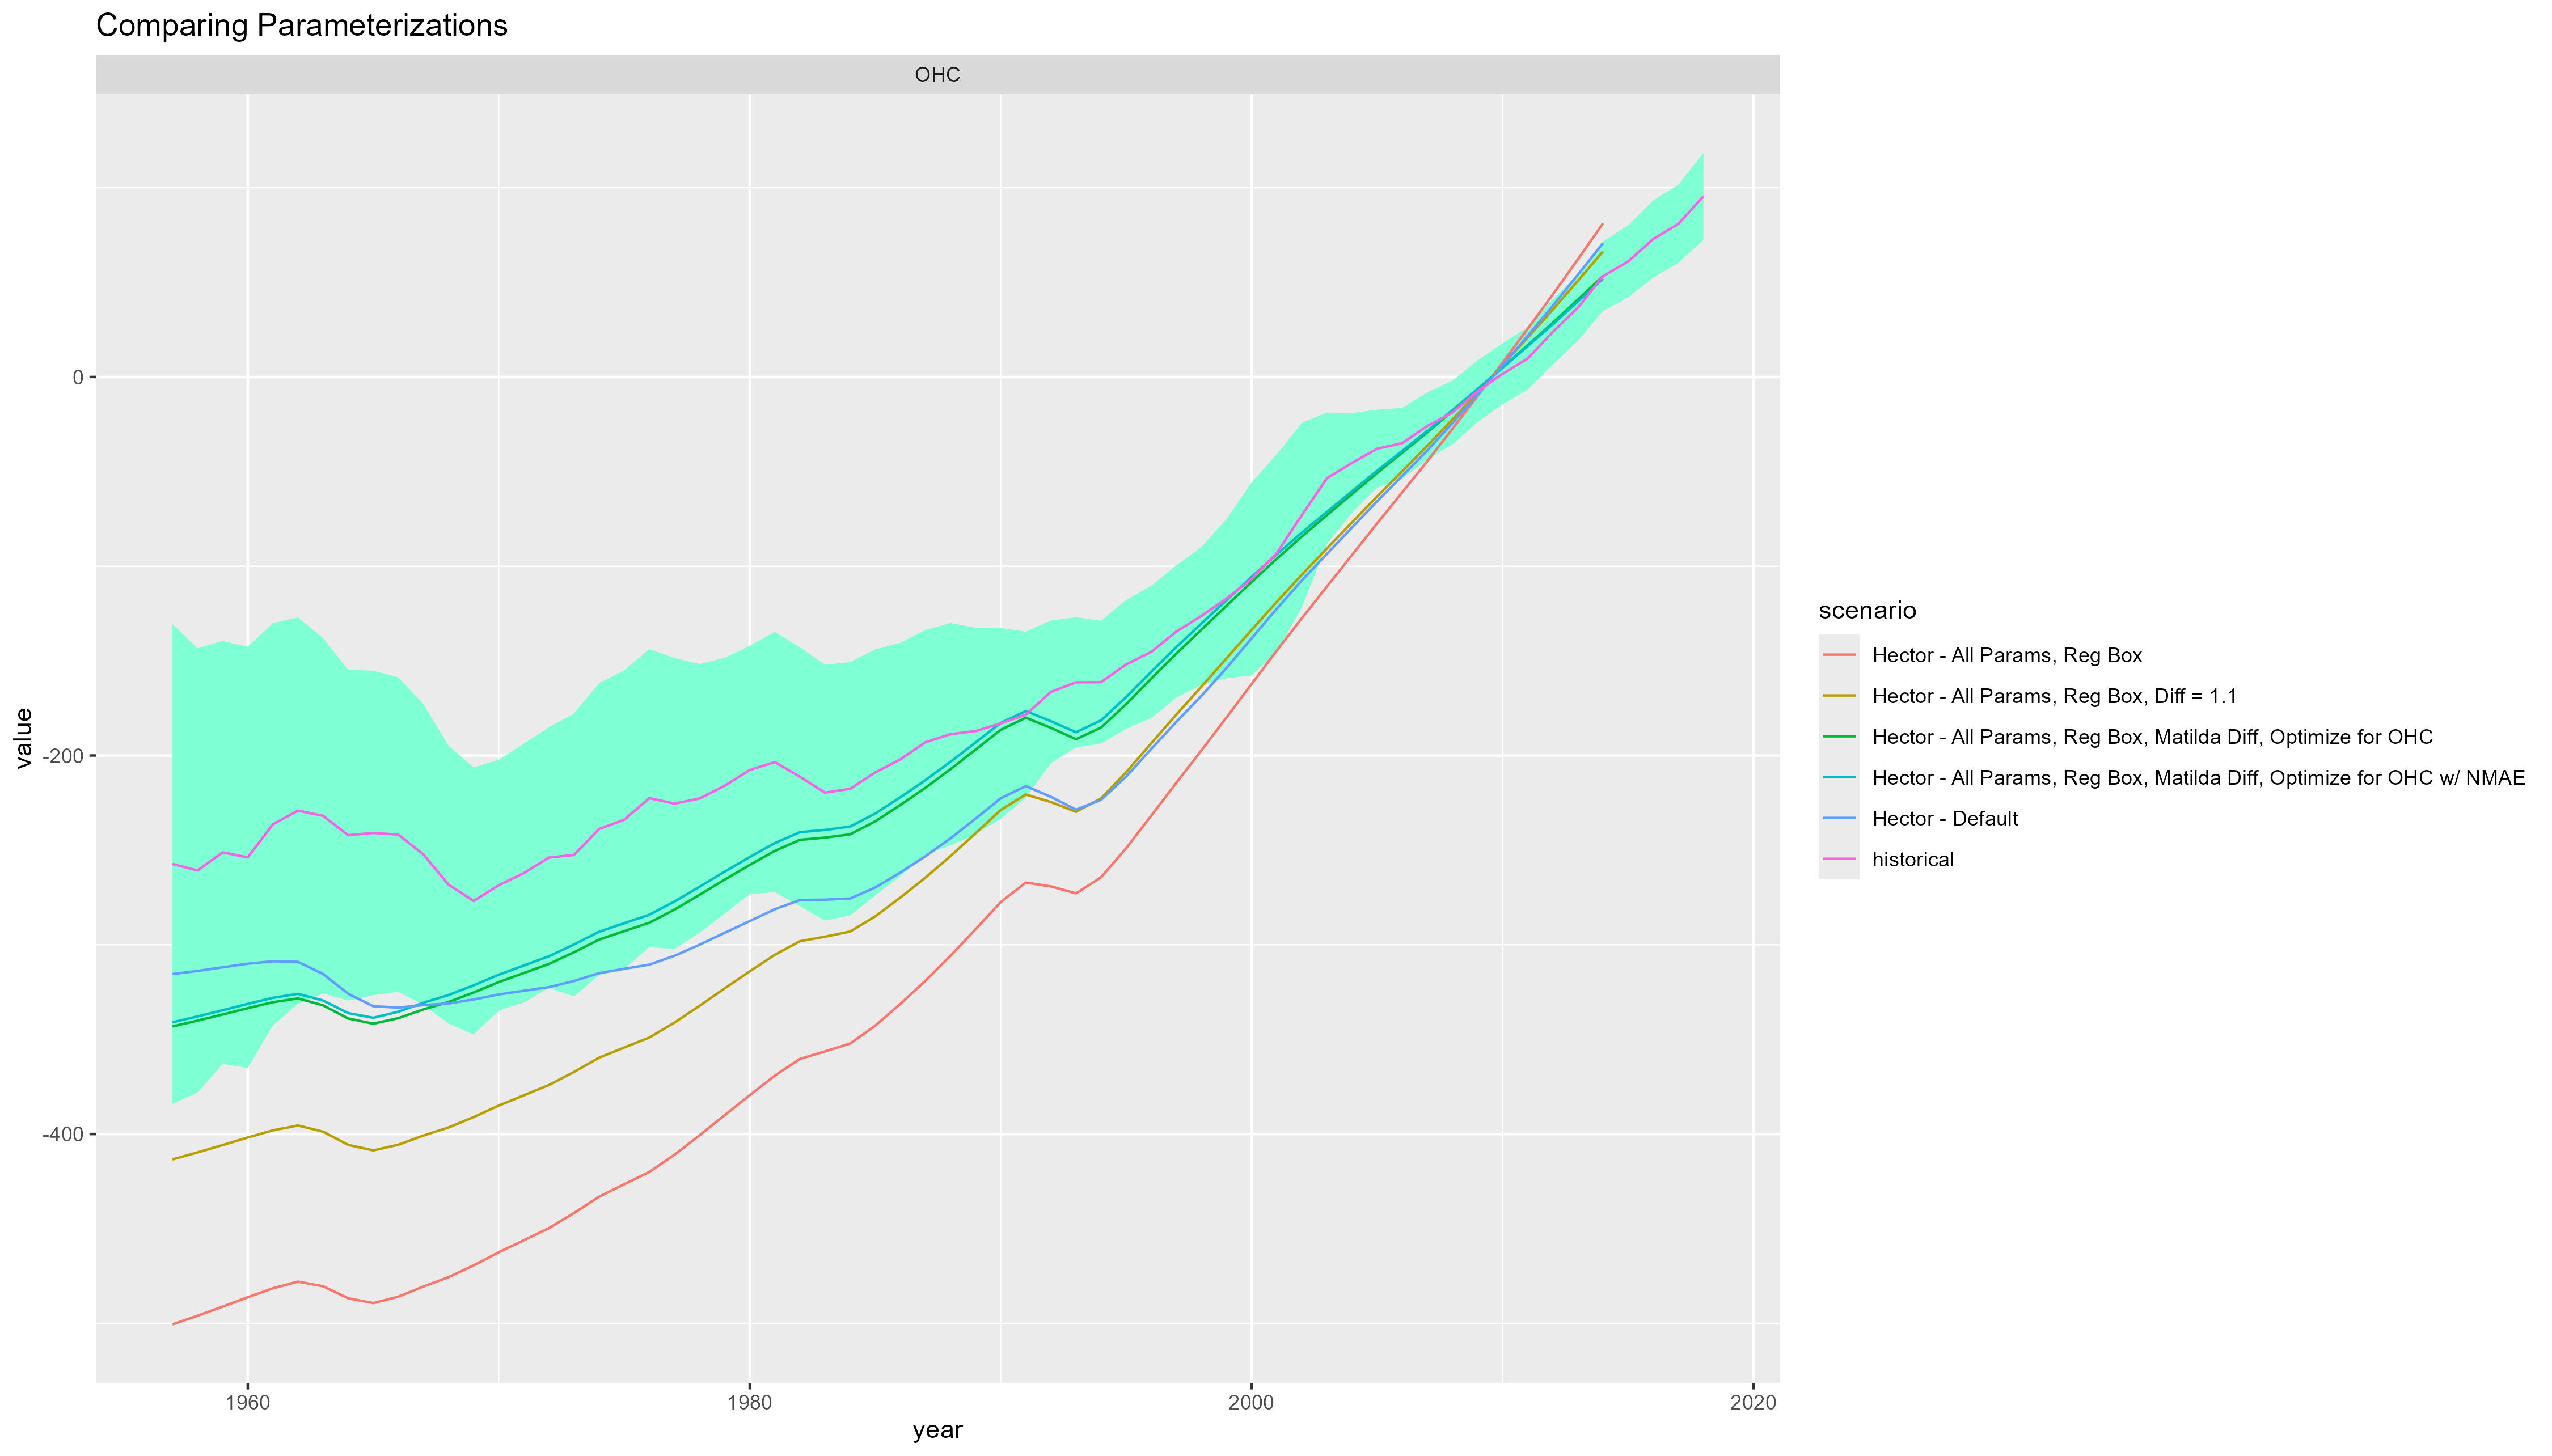 Comparing Parameterizations
OHC
0
-200
-400
value
1960 1980 2000 2020
year
scenario
Hector - All Params, Reg Box
Hector - All Params, Reg Box, Diff = 1.1
Hector - All Params, Reg Box, Matilda Diff, Optimize for OHC
Hector - All Params, Reg Box, Matilda Diff, Optimize for OHC w/ NMAE
Hector - Default
historical